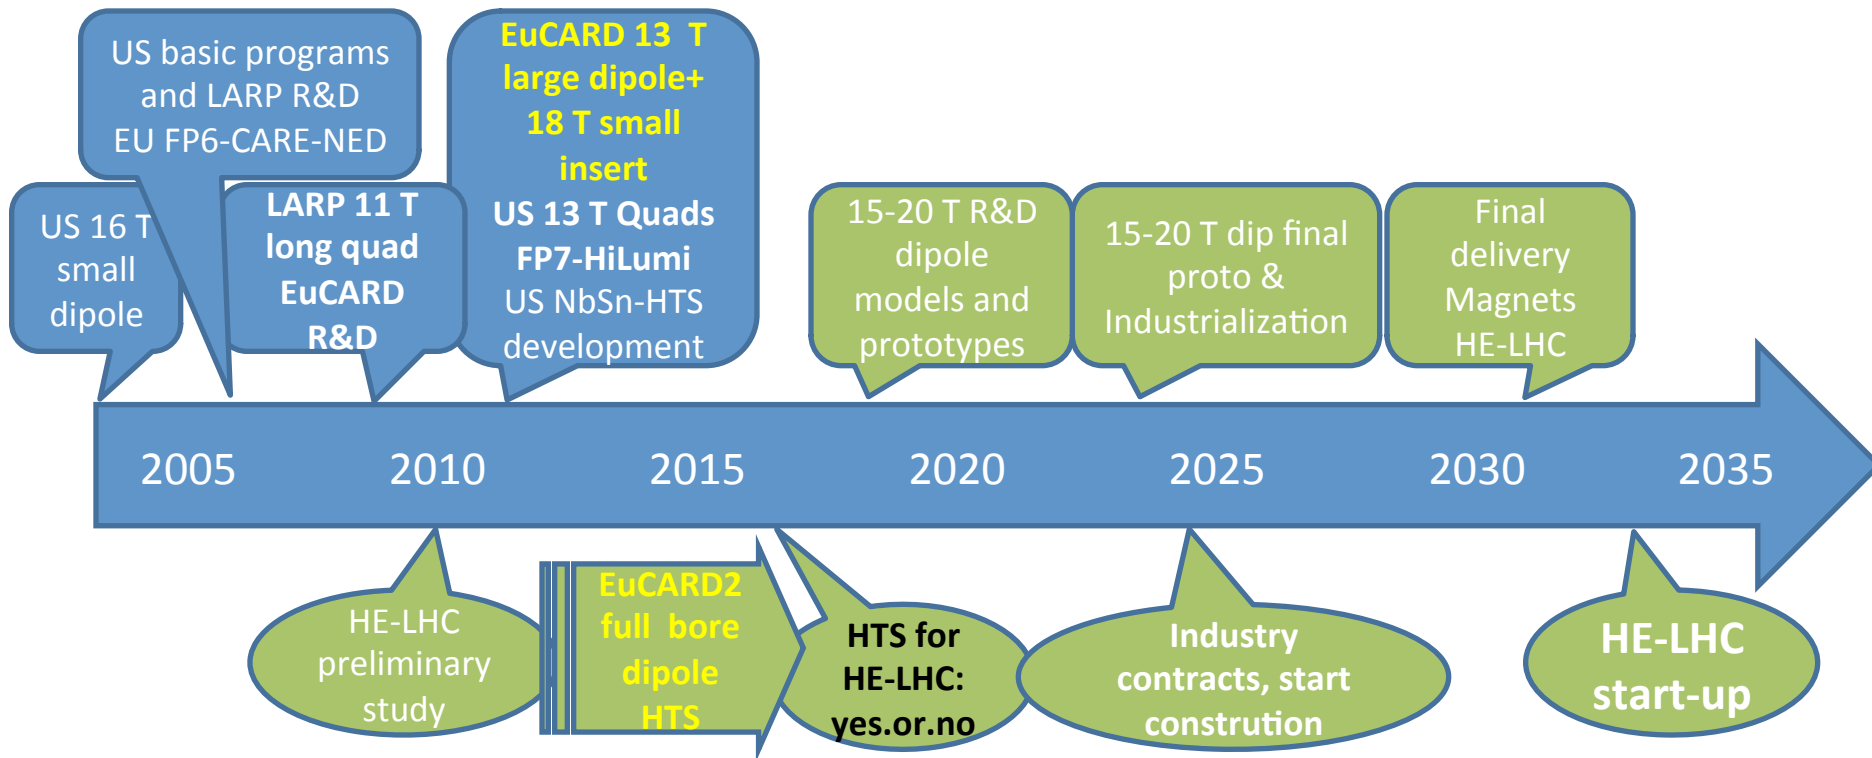 US basic programs
and LARP R&D
EU FP6-CARE-NED
US 16 T
small
dipole
LARP 11 T
long quad
EuCARD
R&D
EuCARD 13 T
large dipole+
18 T small
insert
US 13 T Quads
FP7-HiLumi
US NbSn-HTS
development
15-20 T R&D
dipole
models and
prototypes
15-20 T dip final
proto &
Industrialization
Final
delivery
Magnets
HE-LHC
2005 2010 2015 2020 2025 2030 2035
HE-LHC
preliminary
study
EuCARD2
full bore
dipole
HTS
HTS for
HE-LHC:
yes.or.no
Industry
contracts, start
constrution
HE-LHC
start-up